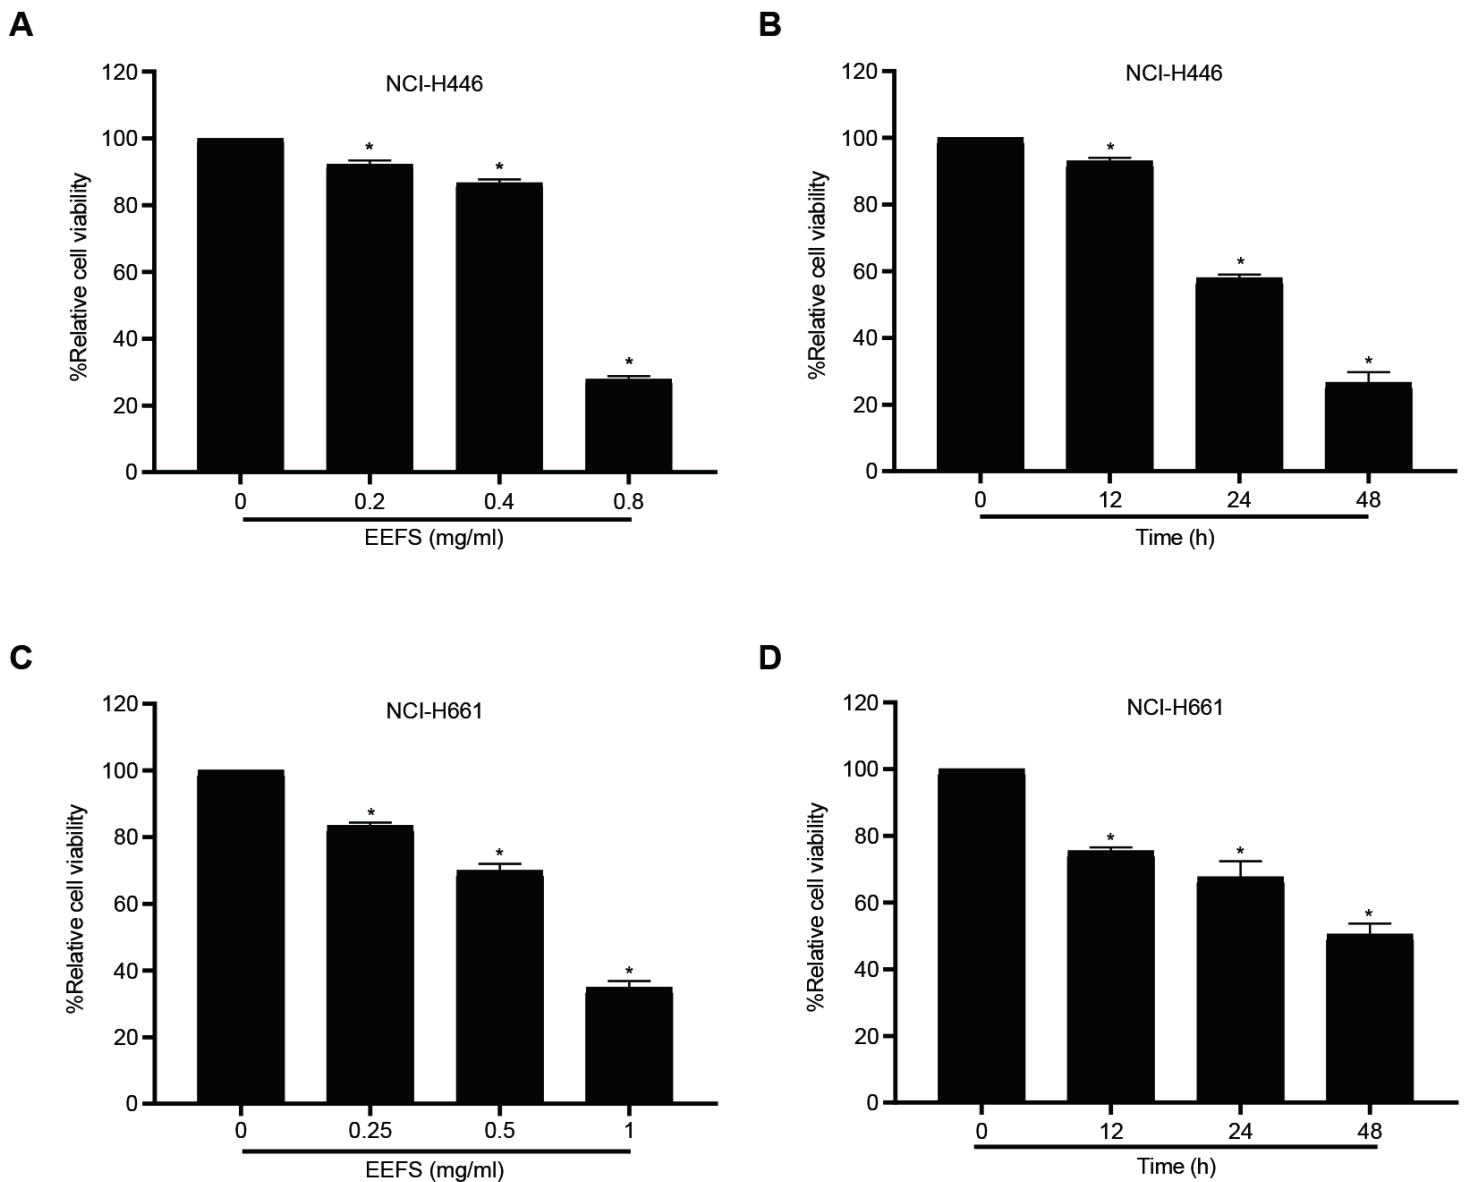 A
NCI-H446
120
100
80
60
40
20
0
%Relative cell viability
*
*
*
0 0.2 0.4 0.8
EEFS (mg/ml)
B
NCI-H446
120
100
80
60
40
20
0
%Relative cell viability
*
*
*
0 12 24 48
Time (h)
C
NCI-H661
120
100
80
60
40
20
0
%Relative cell viability
*
*
*
0 0.25 0.5 1
EEFS (mg/ml)
D
NCI-H661
120
100
80
60
40
20
0
%Relative cell viability
*
*
*
0 12 24 48
Time (h)